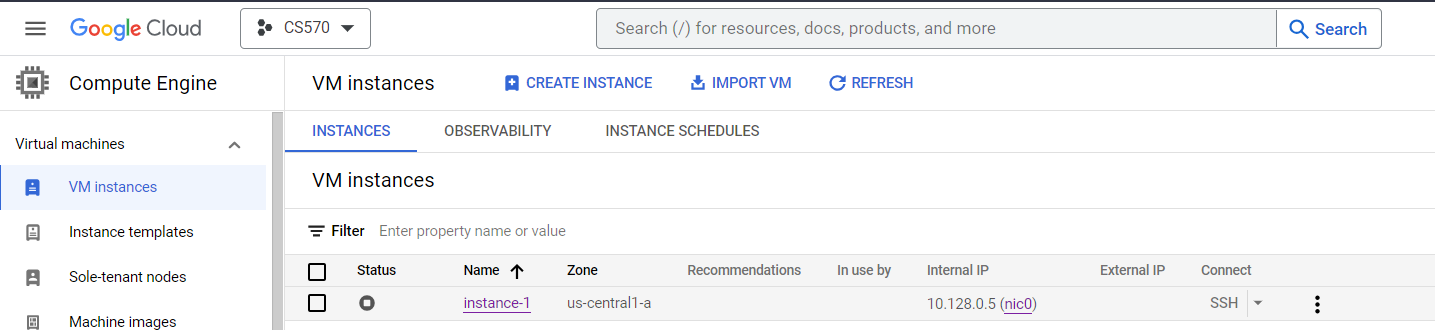 Google Cloud CS570 Search (/) for resources, docs, products, and more Search
Compute Engine VM instances CREATE INSTANCE IMPORT VM REFRESH
INSTANCES OBSERVABILITY INSTANCE SCHEDULES
Virtual machines
VM instances
Instance templates
Sole-tenant nodes
Machine images
VM instances
Filter Enter property name or value
Status Name Zone Recommendations In use by Internal IP External IP Connect
instance-1 us-central1-a 10.128.0.5 (nic0) SSH